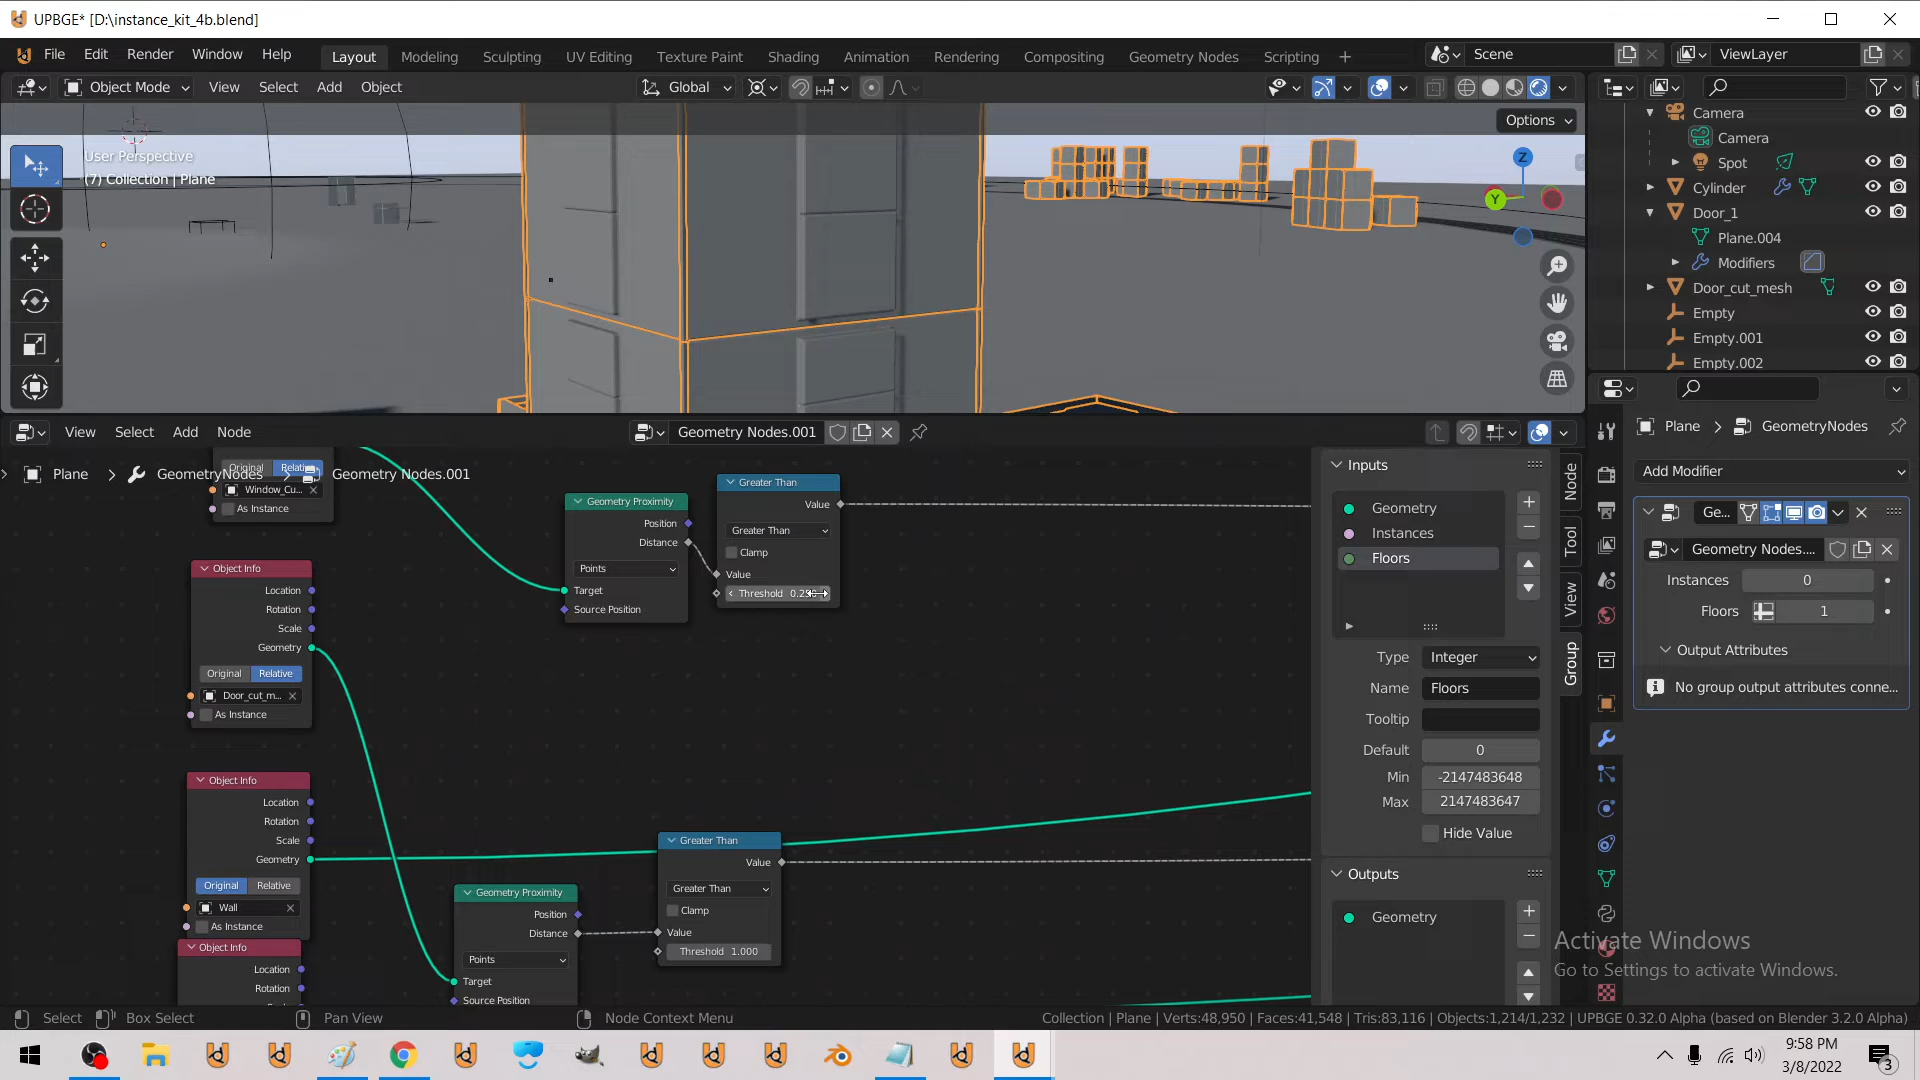 UPBGE* [D:\instance_kit_4b.blend]
File Edit Render Window Help
Layout Modeling Sculpting UV Editing Texture Paint Shading Animation Rendering Compositing Geometry Nodes Scripting +
Scene
ViewLayer
Object Mode View Select Add Object
Global
Options
User Perspective
(7) Collection | Plane
Z
Y
Camera
Camera
Spot
Cylinder
Door_1
Plane.004
Modifiers
Door_cut_mesh
Empty
Empty.001
Empty.002
View Select Add Node
Geometry Nodes.001
Plane > GeometryNodes > Geometry Nodes.001
Original
Window_Cu...
As Instance
Geometry Proximity
Position
Distance
Points
Target
Source Position
Greater Than
Value
Greater Than
Clamp
Value
Threshold
Object Info
Location
Rotation
Scale
Geometry
Original Relative
Door_cut_m...
As Instance
Object Info
Location
Rotation
Scale
Geometry
Original Relative
Wall
As Instance
Object Info
Location
Rotation
Geometry Proximity
Position
Distance
Points
Target
Source Position
Greater Than
Value
Greater Than
Clamp
Value
Threshold 1.000
Inputs
Geometry
Instances
Floors
Type Integer
Name Floors
Tooltip
Default 0
Min -2147483648
Max 2147483647
Hide Value
Outputs
Geometry
Node
Tool
View
Group
Plane > GeometryNodes
Add Modifier
Ge...
Geometry Nodes....
Instances 0
Floors 1
Output Attributes
No group output attributes conne...
Activate Windows
Go to Settings to activate Windows.
Select Box Select Pan View Node Context Menu
Collection | Plane | Verts:48,950 | Faces:41,548 | Tris:83,116 | Objects:1,214/1,232 | UPBGE 0.32.0 Alpha (based on Blender 3.2.0 Alpha)
9:58 PM
3/8/2022
3